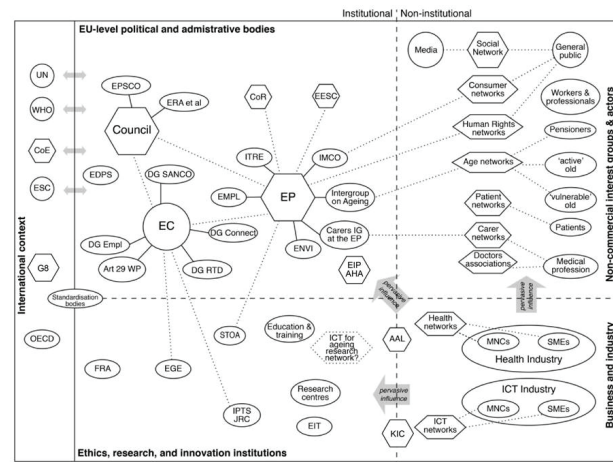 Institutional
Non-institutional
EU-level political and admistrative bodies
UN
WHO
CoE
ESC
G8
International context
Standardisation
bodies
OECD
EPSCO
ERA et al
Council
CoR
EESC
EDPS
DG SANCO
ITRE
IMCO
EMPL
EP
Intergroup
on Ageing
EC
DG Connect
Carers IG
at the EP
DG Empl
ENVI
Art 29 WP
DG RTD
EIP
AHA
Media
Social
Network
General
public
Consumer
networks
Workers &
professionals
Human Rights
networks
Pensioners
Age networks
'active'
old
'vulnerable'
old
Patient
networks
Patients
Carer
networks
Doctors
associations
Medical
profession
Non-commercial interest groups & actors
pervasive
influence
pervasive
influence
STOA
Education &
training
ICT for
ageing
research
network?
AAL
Health
networks
MNCs
SMEs
Health Industry
FRA
EGE
Research
centres
pervasive
influence
ICT Industry
MNCs
SMEs
IPTS
JRC
EIT
KIC
ICT
networks
Business and industry
Ethics, research, and innovation institutions